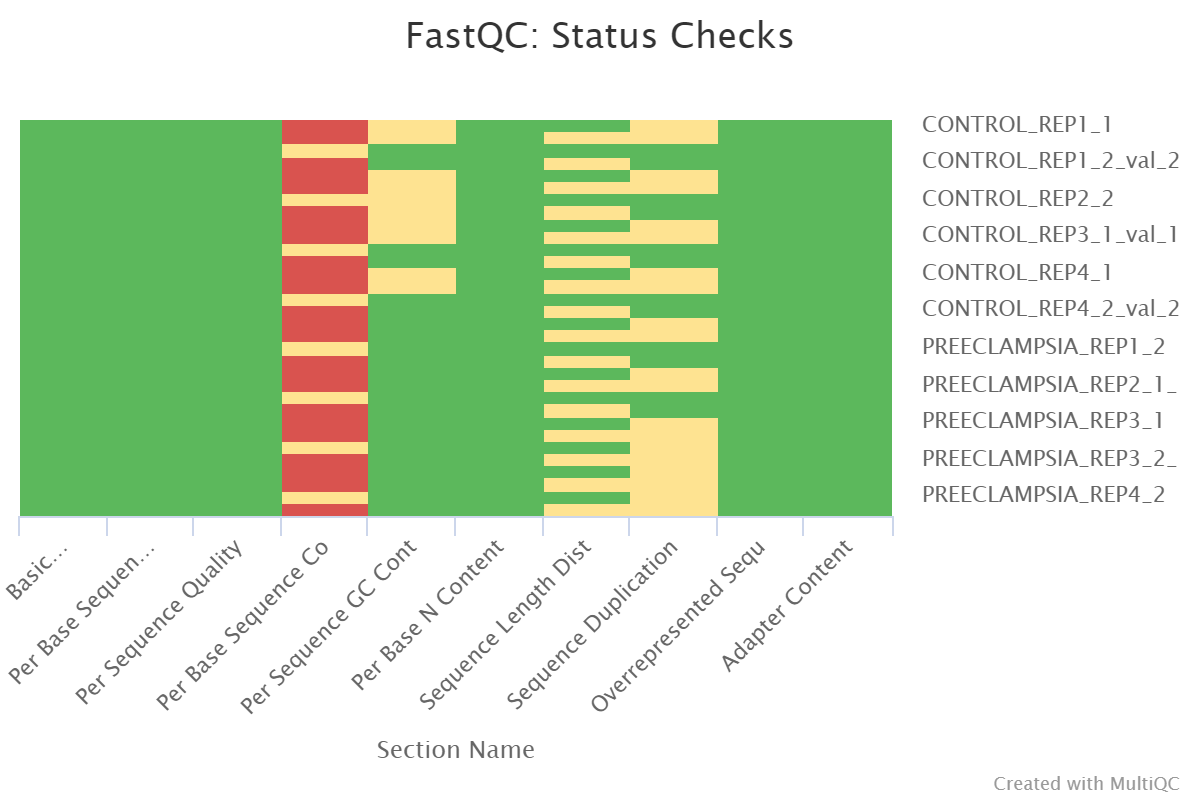 FastQC: Status Checks
CONTROL_REP1_1
CONTROL_REP1_2_val_2
CONTROL_REP2_2
CONTROL_REP3_1_val_1
CONTROL_REP4_1
CONTROL_REP4_2_val_2
PREECLAMPSIA_REP1_2
PREECLAMPSIA_REP2_1_
PREECLAMPSIA_REP3_1
PREECLAMPSIA_REP3_2_
PREECLAMPSIA_REP4_2
Basic...
Per Base Sequen...
Per Sequence Quality
Per Base Sequence Co
Per Sequence GC Cont
Per Base N Content
Sequence Length Dist
Sequence Duplication
Overrepresented Sequ
Adapter Content
Section Name
Created with MultiQC